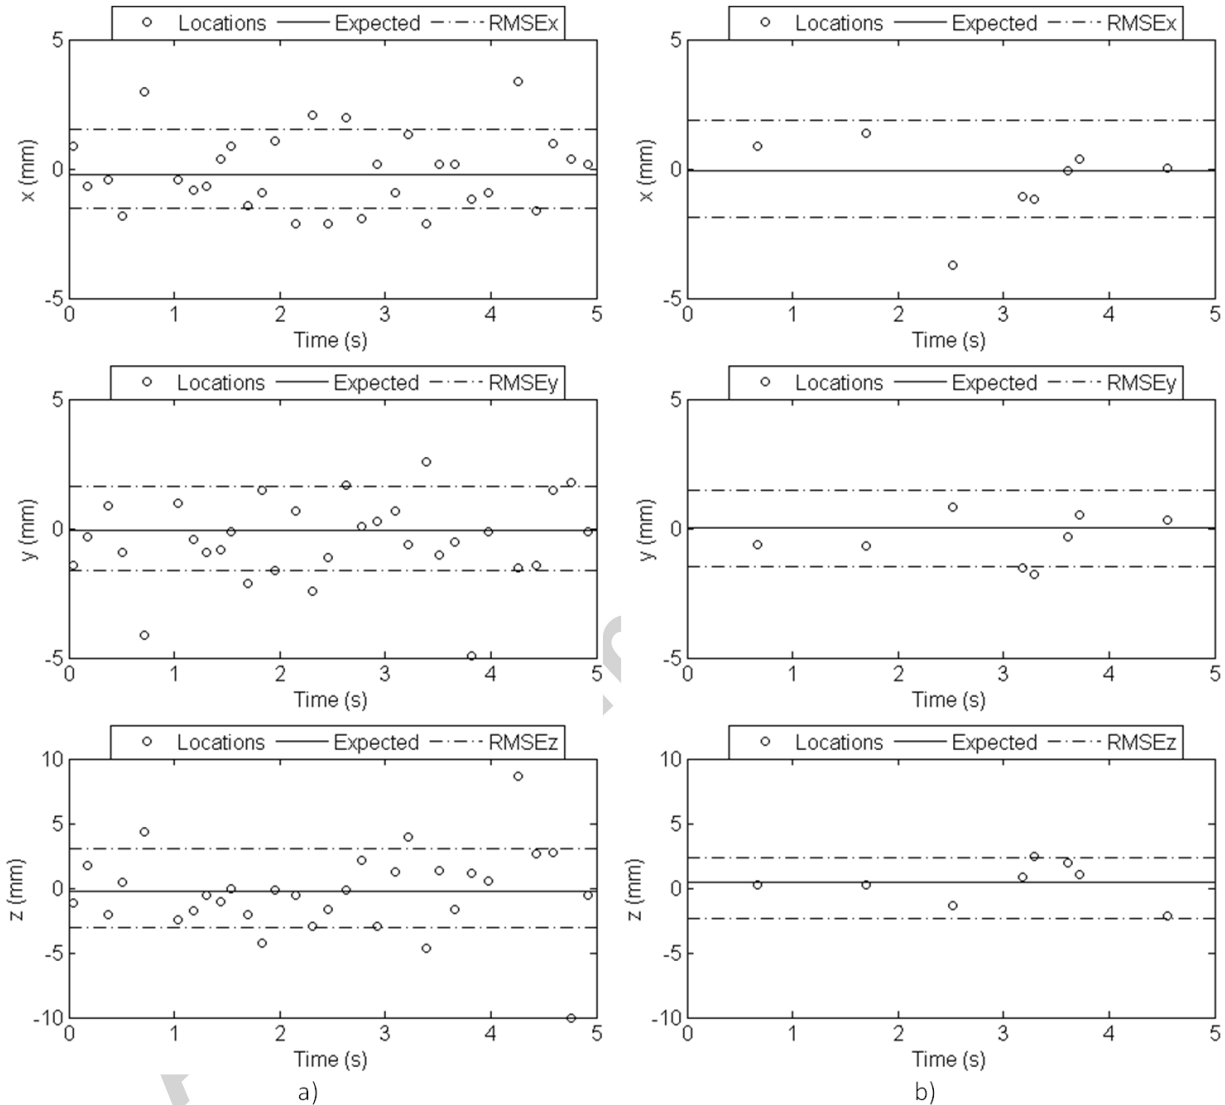 Locations Expected RMSEx
5
0
-5
x (mm)
0 1 2 3 4 5
Time (s)
Locations Expected RMSEx
5
0
-5
x (mm)
0 1 2 3 4 5
Time (s)
Locations Expected RMSEy
5
0
-5
y (mm)
0 1 2 3 4 5
Time (s)
Locations Expected RMSEy
5
0
-5
y (mm)
0 1 2 3 4 5
Time (s)
Locations Expected RMSEz
10
5
0
-5
-10
z (mm)
0 1 2 3 4 5
Time (s)
a)
Locations Expected RMSEz
10
5
0
-5
-10
z (mm)
0 1 2 3 4 5
Time (s)
b)